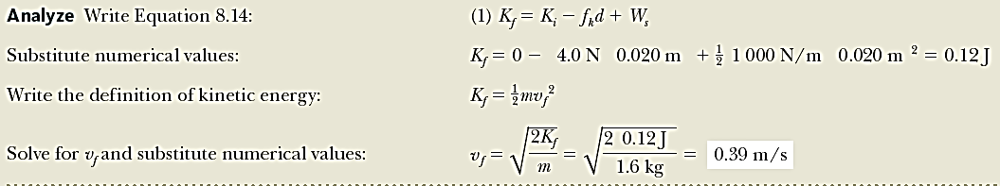 Analyze Write Equation 8.14: (1) K_f = K_i − f_k d + W_s
Substitute numerical values: K_f = 0 − 4.0 N 0.020 m + ½ 1 000 N/m 0.020 m ² = 0.12 J
Write the definition of kinetic energy: K_f = ½mv_f²
Solve for v_f and substitute numerical values: v_f = √(2K_f/m) = √(2 0.12 J/1.6 kg) = 0.39 m/s